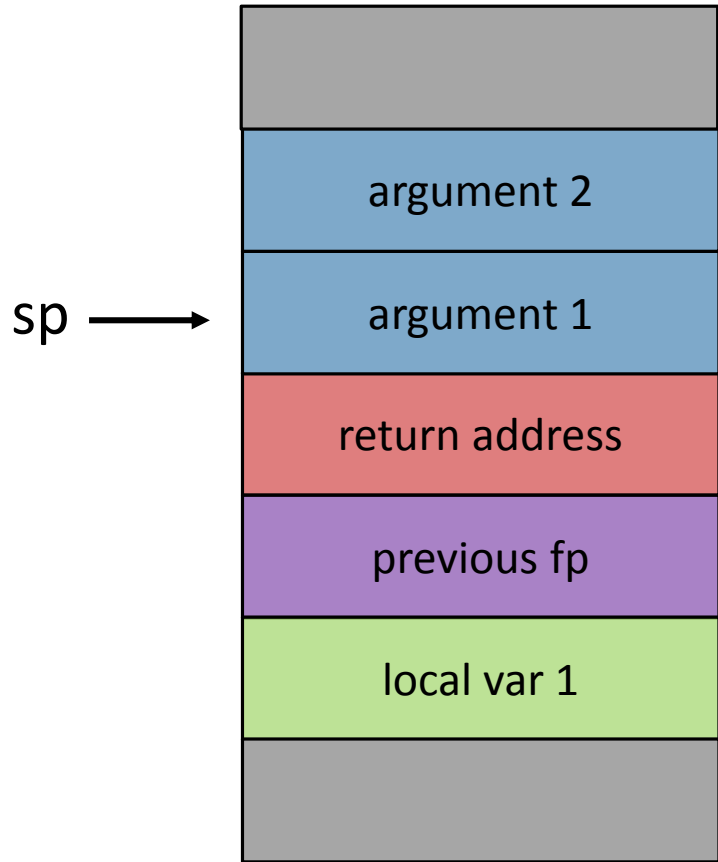 argument 2
sp
argument 1
return address
previous fp
local var 1